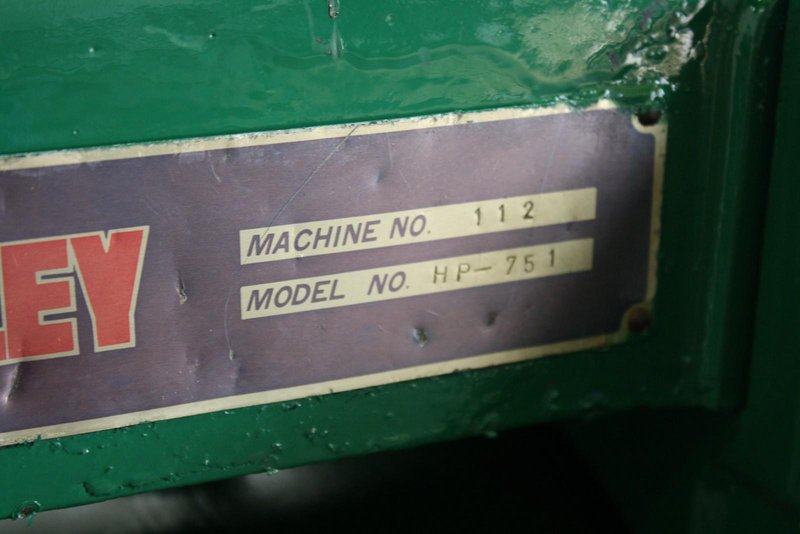 LEY
MACHINE NO. 112
MODEL NO. HP-751